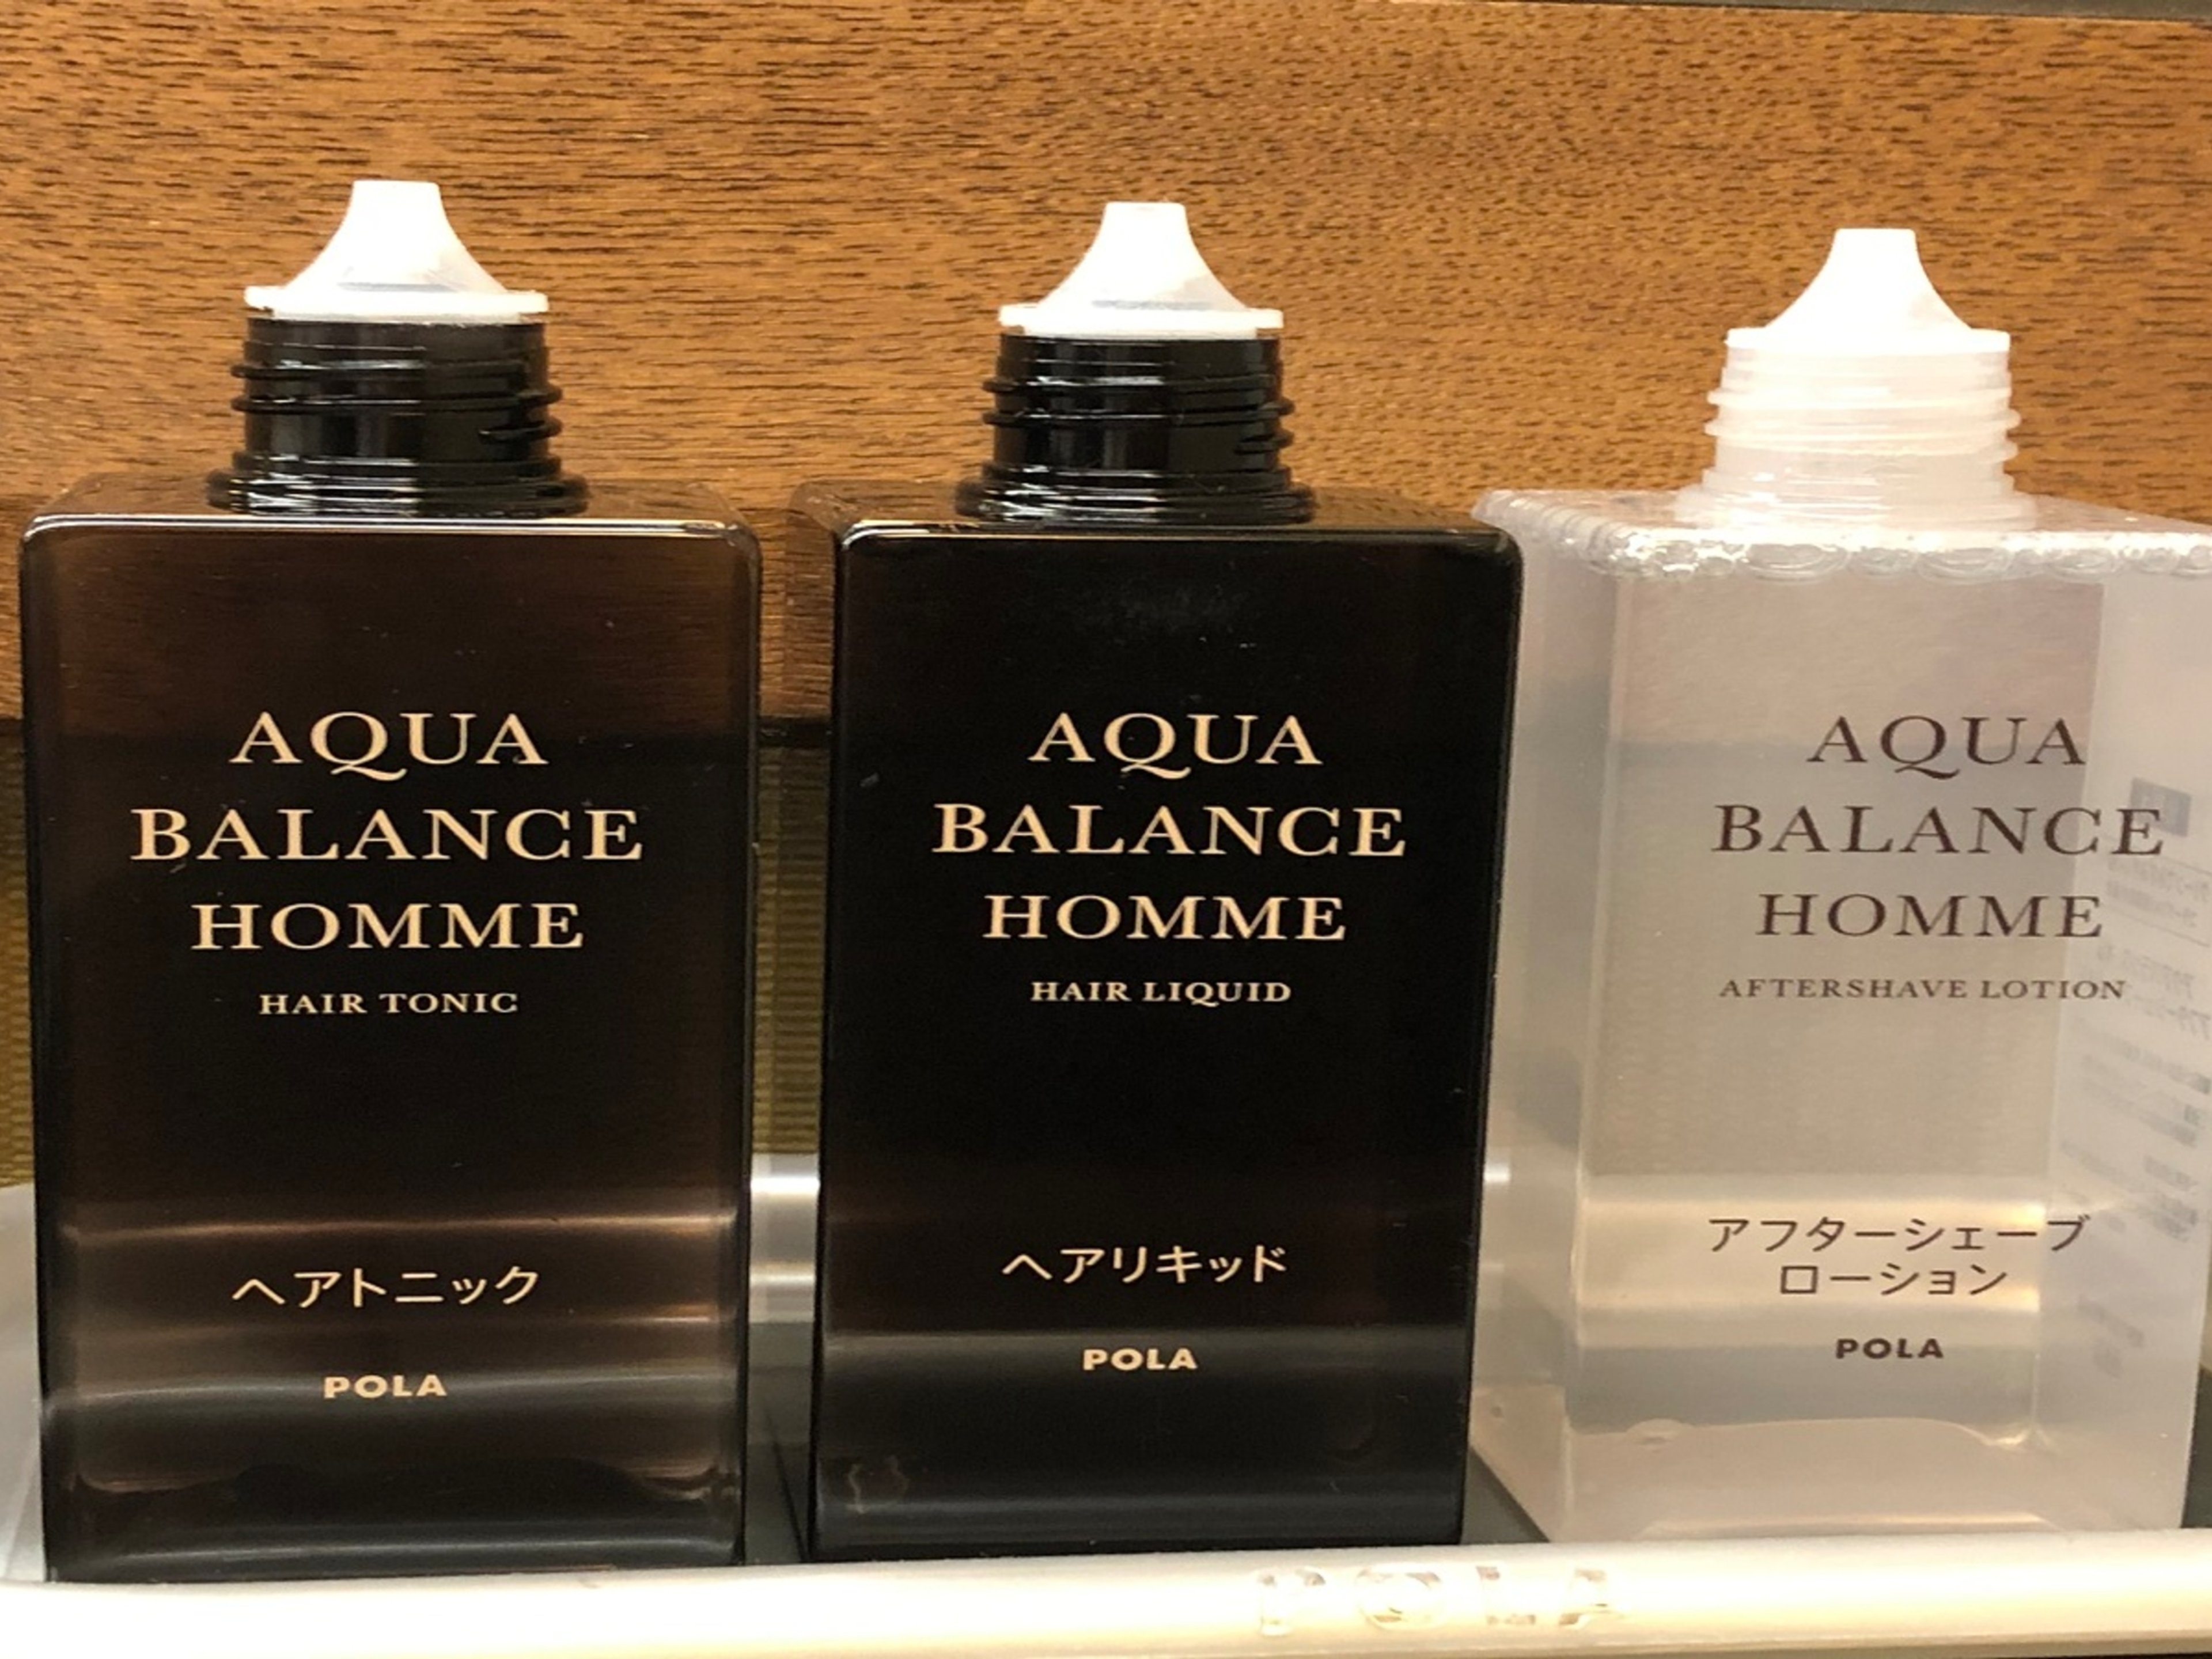 AQUA
BALANCE
HOMME
HAIR TONIC
ヘアトニック
POLA
AQUA
BALANCE
HOMME
HAIR LIQUID
ヘアリキッド
POLA
AQUA
BALANCE
HOMME
AFTERSHAVE LOTION
アフターシェーブ
ローション
POLA
POLA